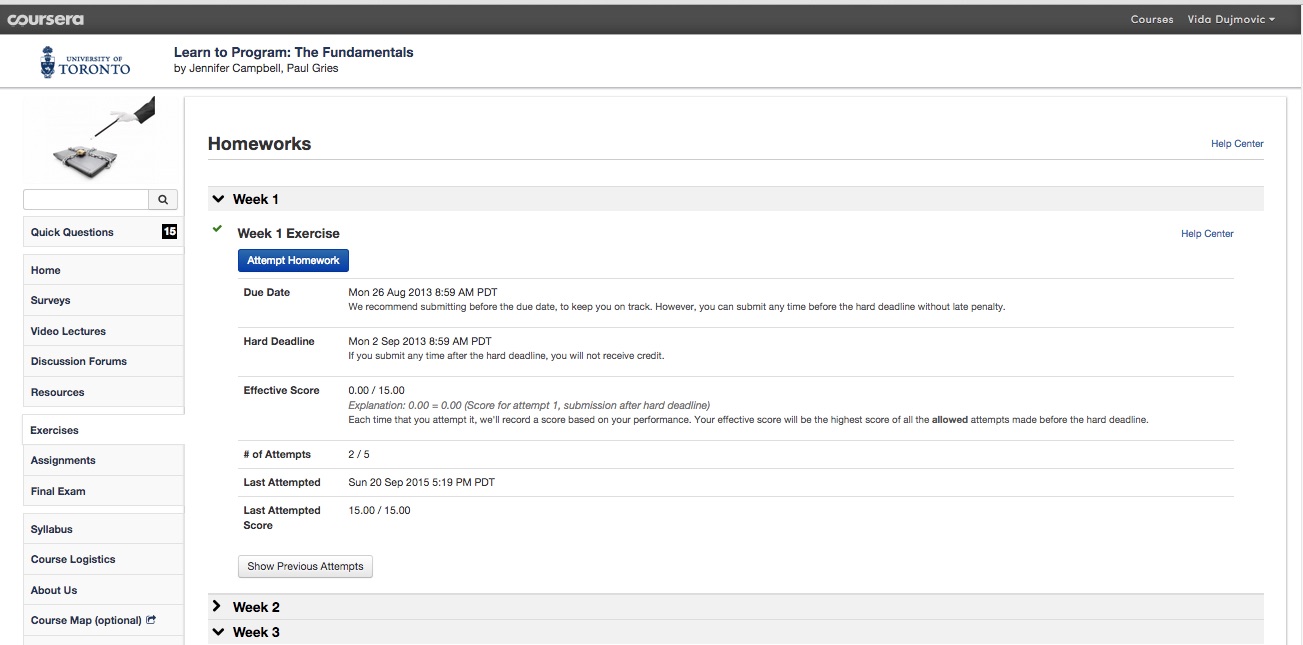 coursera
Courses Vida Dujmovic
UNIVERSITY OF
TORONTO
Learn to Program: The Fundamentals
by Jennifer Campbell, Paul Gries
Quick Questions 15
Home
Surveys
Video Lectures
Discussion Forums
Resources
Exercises
Assignments
Final Exam
Syllabus
Course Logistics
About Us
Course Map (optional)
Homeworks
Help Center
Week 1
Week 1 Exercise
Help Center
Attempt Homework
Due Date Mon 26 Aug 2013 8:59 AM PDT
We recommend submitting before the due date, to keep you on track. However, you can submit any time before the hard deadline without late penalty.
Hard Deadline Mon 2 Sep 2013 8:59 AM PDT
If you submit any time after the hard deadline, you will not receive credit.
Effective Score 0.00 / 15.00
Explanation: 0.00 = 0.00 (Score for attempt 1, submission after hard deadline)
Each time that you attempt it, we'll record a score based on your performance. Your effective score will be the highest score of all the allowed attempts made before the hard deadline.
# of Attempts 2 / 5
Last Attempted Sun 20 Sep 2015 5:19 PM PDT
Last Attempted 15.00 / 15.00
Score
Show Previous Attempts
Week 2
Week 3